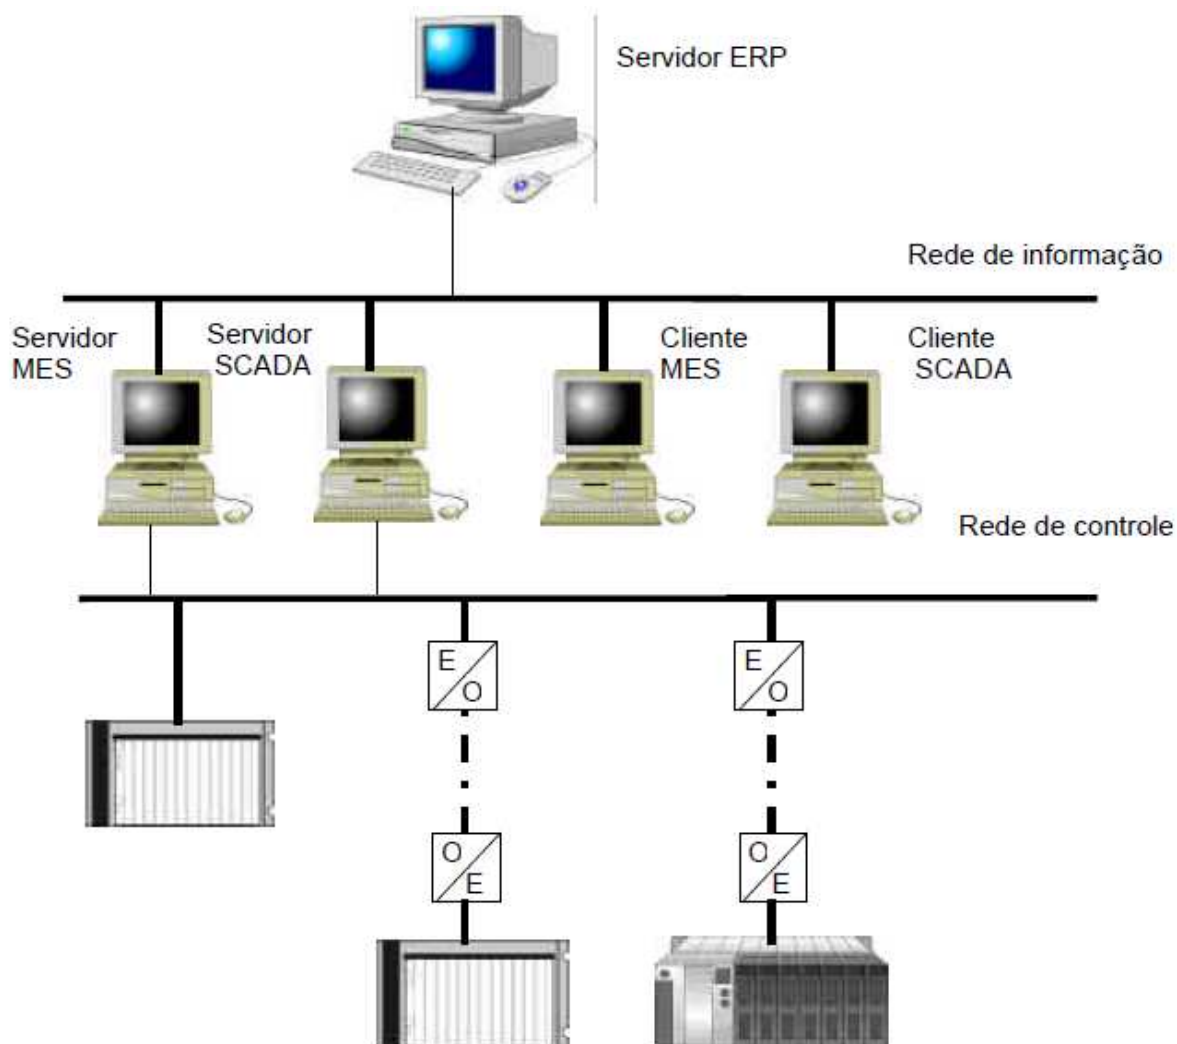 Servidor ERP
Rede de informação
Servidor
MES
Servidor
SCADA
Cliente
MES
Cliente
SCADA
Rede de controle
E
O
E
O
O
E
O
E